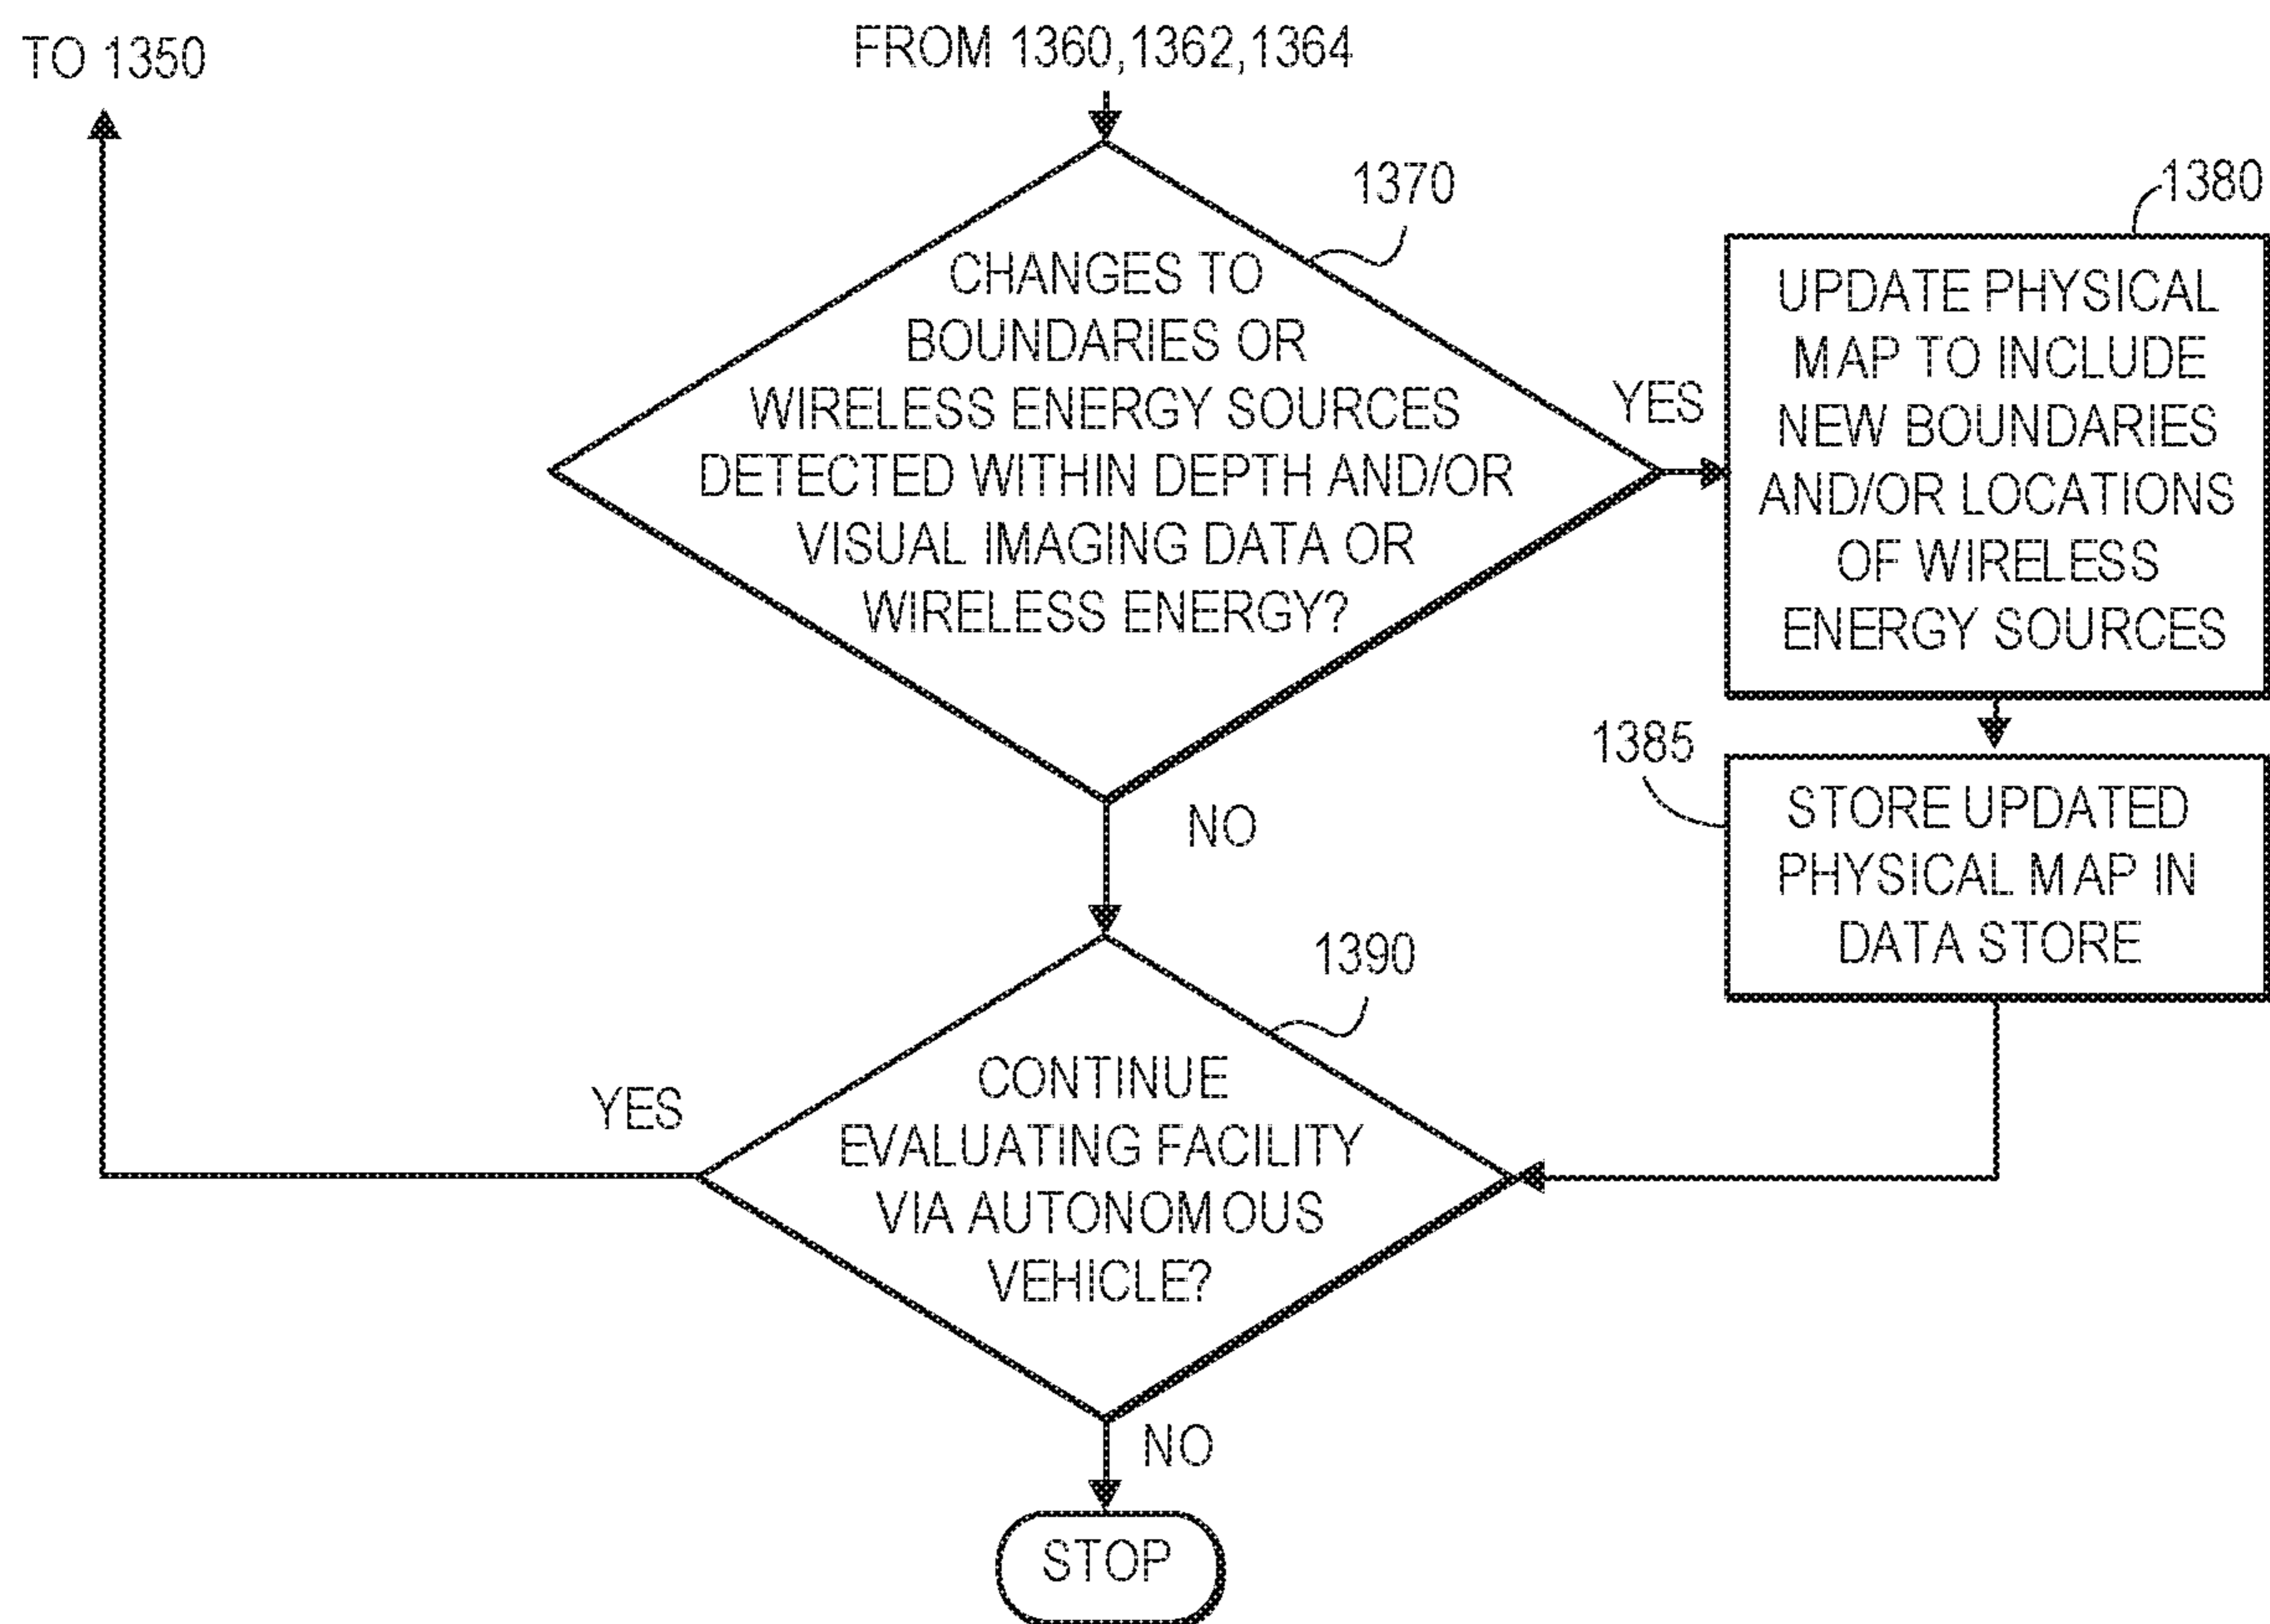 TO 1350
FROM 1360,1362,1364
1370
CHANGES TO
BOUNDARIES OR
WIRELESS ENERGY SOURCES
DETECTED WITHIN DEPTH AND/OR
VISUAL IMAGING DATA OR
WIRELESS ENERGY?
YES
1380
UPDATE PHYSICAL
MAP TO INCLUDE
NEW BOUNDARIES
AND/OR LOCATIONS
OF WIRELESS
ENERGY SOURCES
1385
STORE UPDATED
PHYSICAL MAP IN
DATA STORE
NO
1390
CONTINUE
EVALUATING FACILITY
VIA AUTONOMOUS
VEHICLE?
YES
NO
STOP